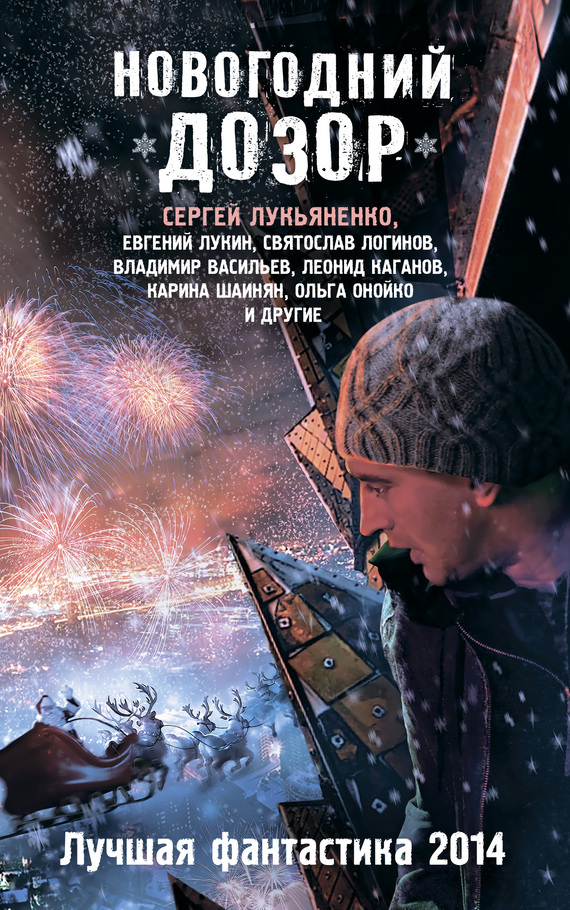 НОВОГОДНИЙ
ДОЗОР
СЕРГЕЙ ЛУКЬЯНЕНКО,
ЕВГЕНИЙ ЛУКИН, СВЯТОСЛАВ ЛОГИНОВ,
ВЛАДИМИР ВАСИЛЬЕВ, ЛЕОНИД КАГАНОВ,
КАРИНА ШАИНЯН, ОЛЬГА ОНОЙКО
И ДРУГИЕ
Лучшая фантастика 2014